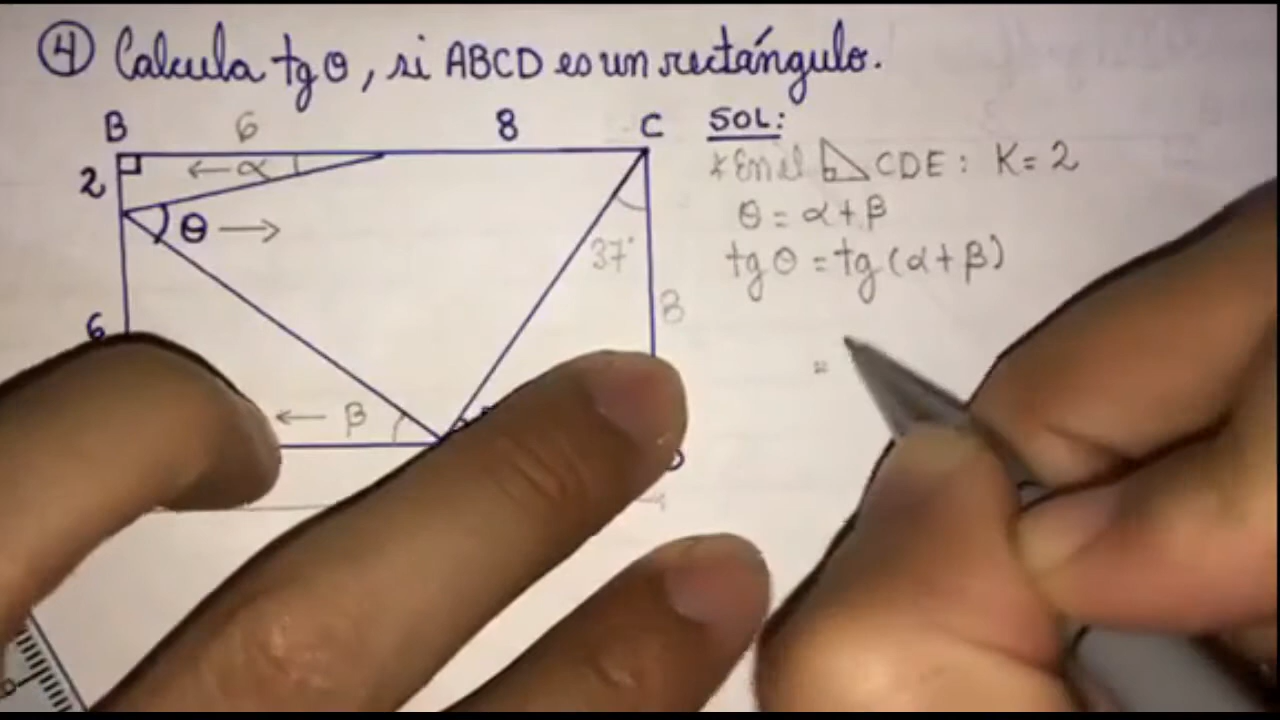 ④ Calcula tgθ, si ABCD es un rectángulo.
B 6 8 C
SOL:
2 ←α
* En el ◺CDE: K=2
θ →
θ = α + β
37°
tgθ = tg(α+β)
8
6
=
← β
D